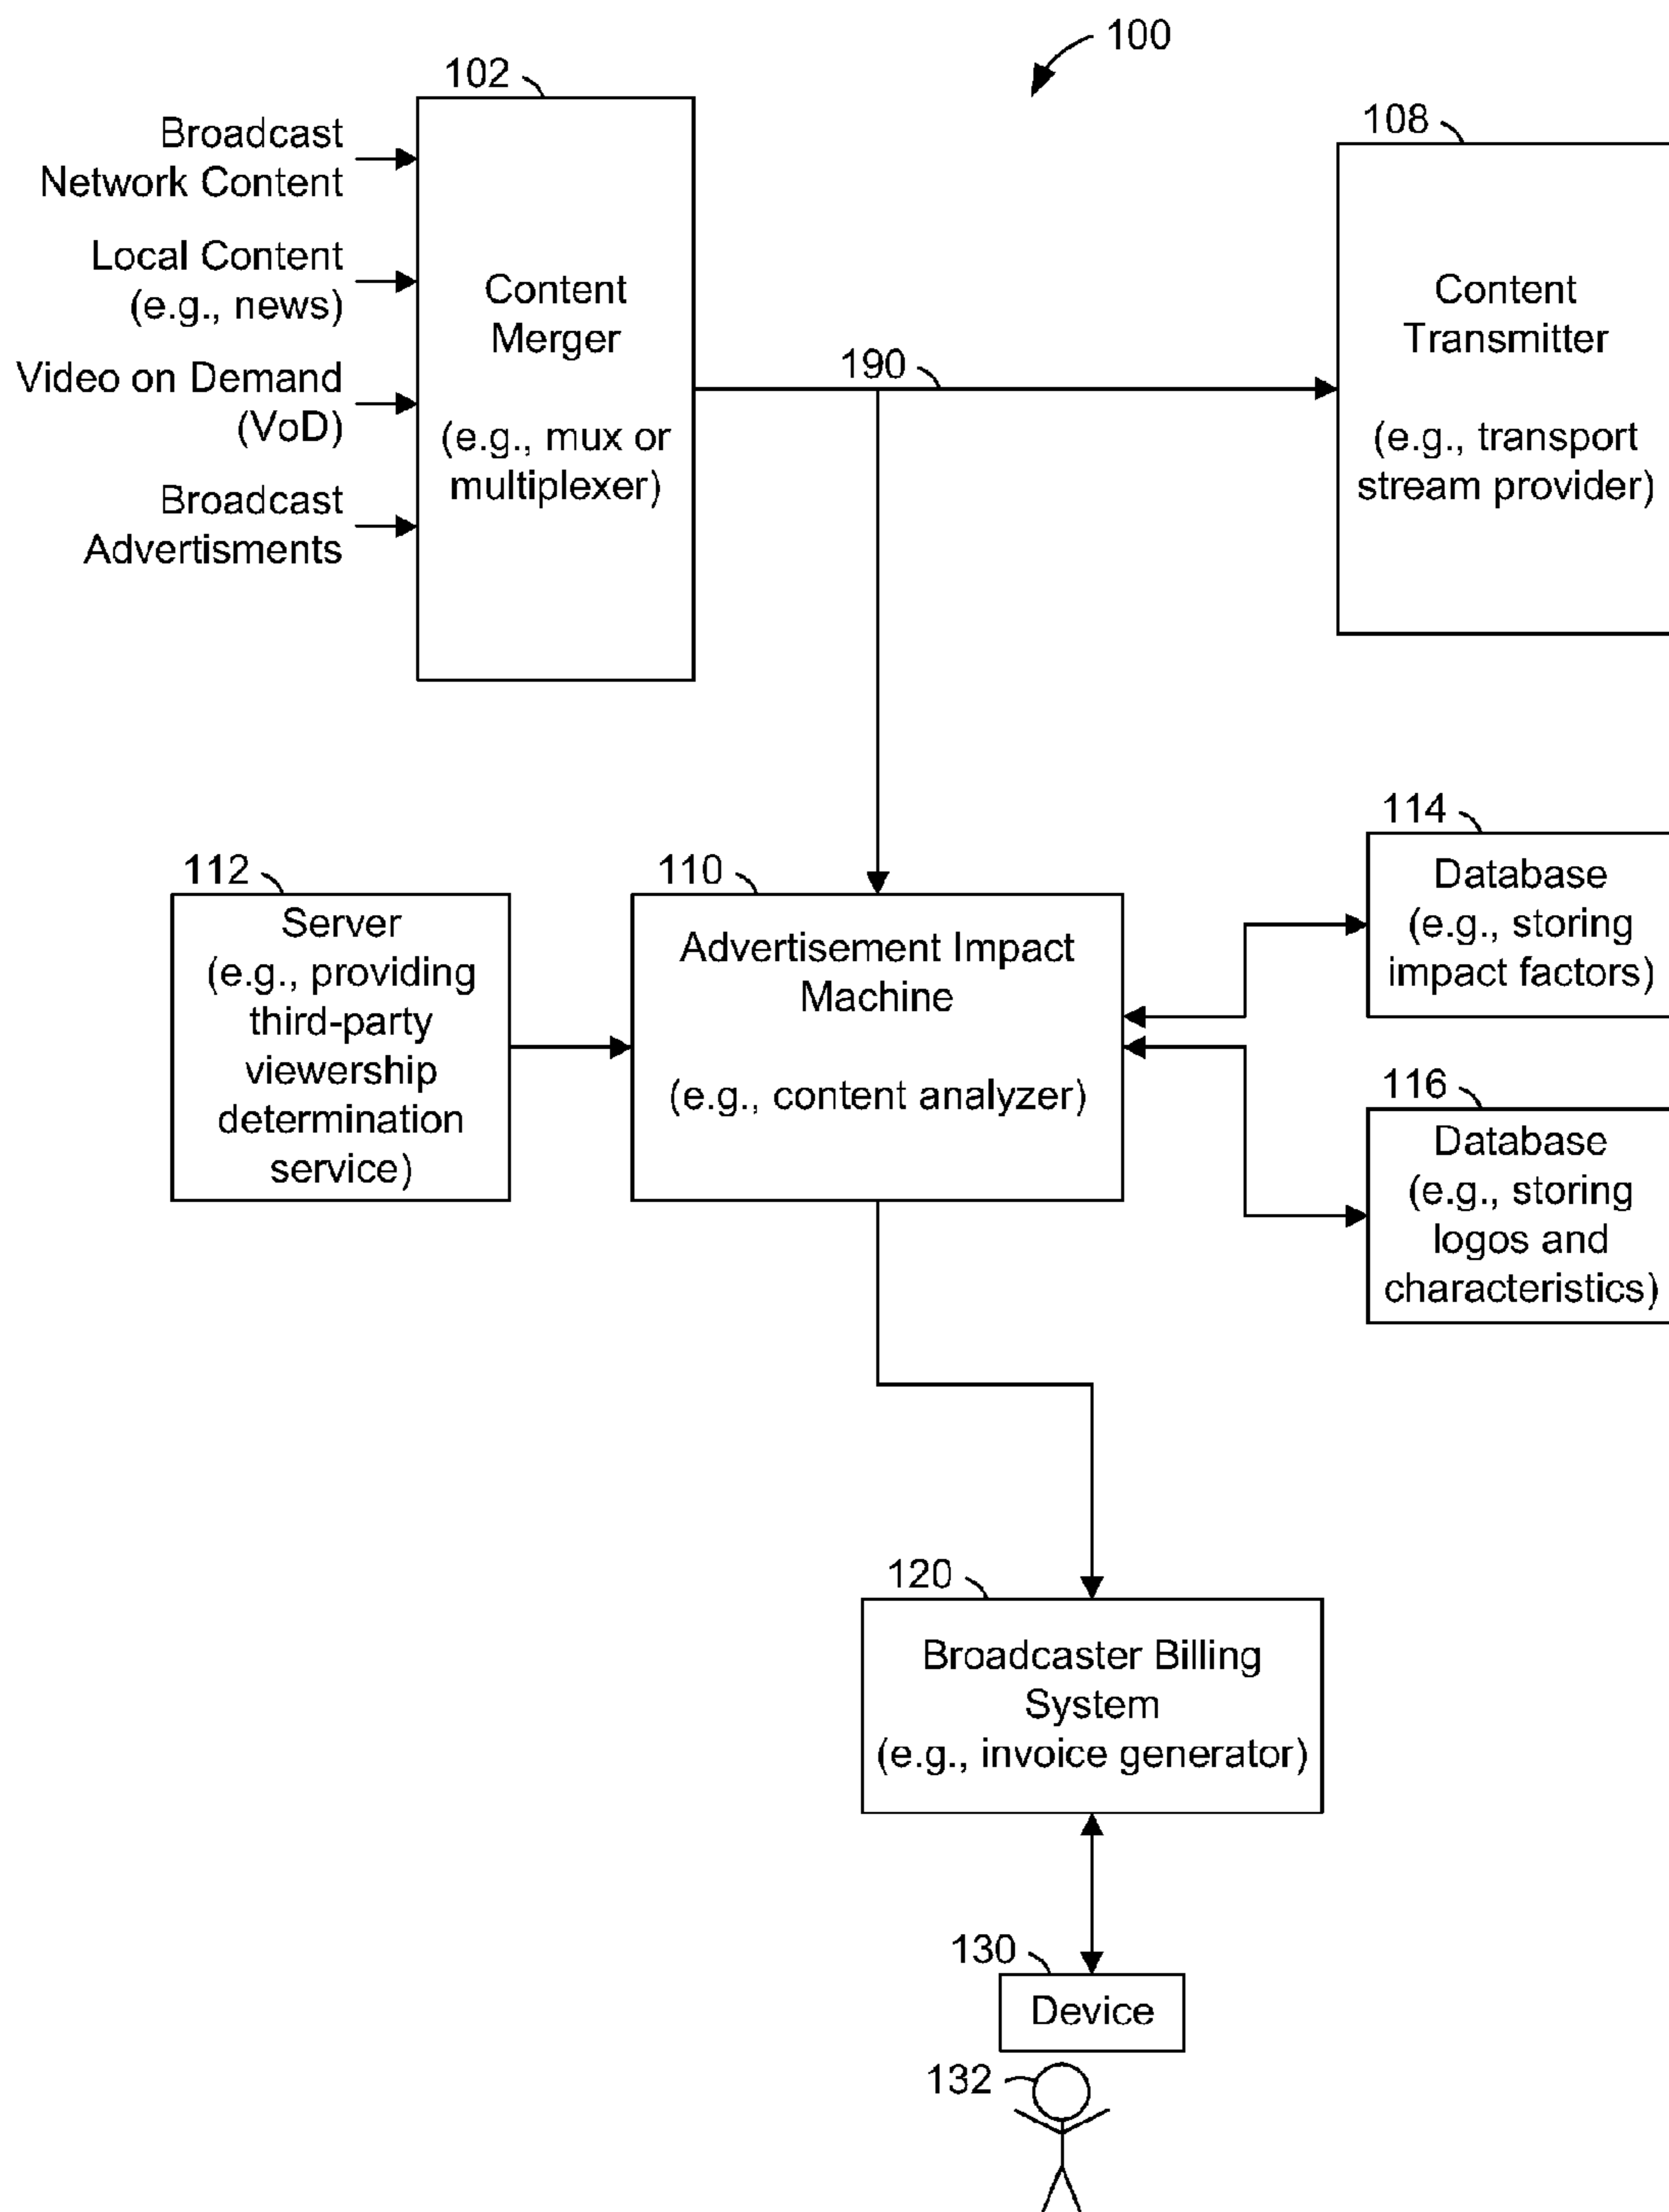 100
102
Broadcast
Network Content
Local Content
(e.g., news)
Video on Demand
(VoD)
Broadcast
Advertisments
Content
Merger
(e.g., mux or
multiplexer)
190
108
Content
Transmitter
(e.g., transport
stream provider)
112
Server
(e.g., providing
third-party
viewership
determination
service)
110
Advertisement Impact
Machine
(e.g., content analyzer)
114
Database
(e.g., storing
impact factors)
116
Database
(e.g., storing
logos and
characteristics)
120
Broadcaster Billing
System
(e.g., invoice generator)
130
Device
132